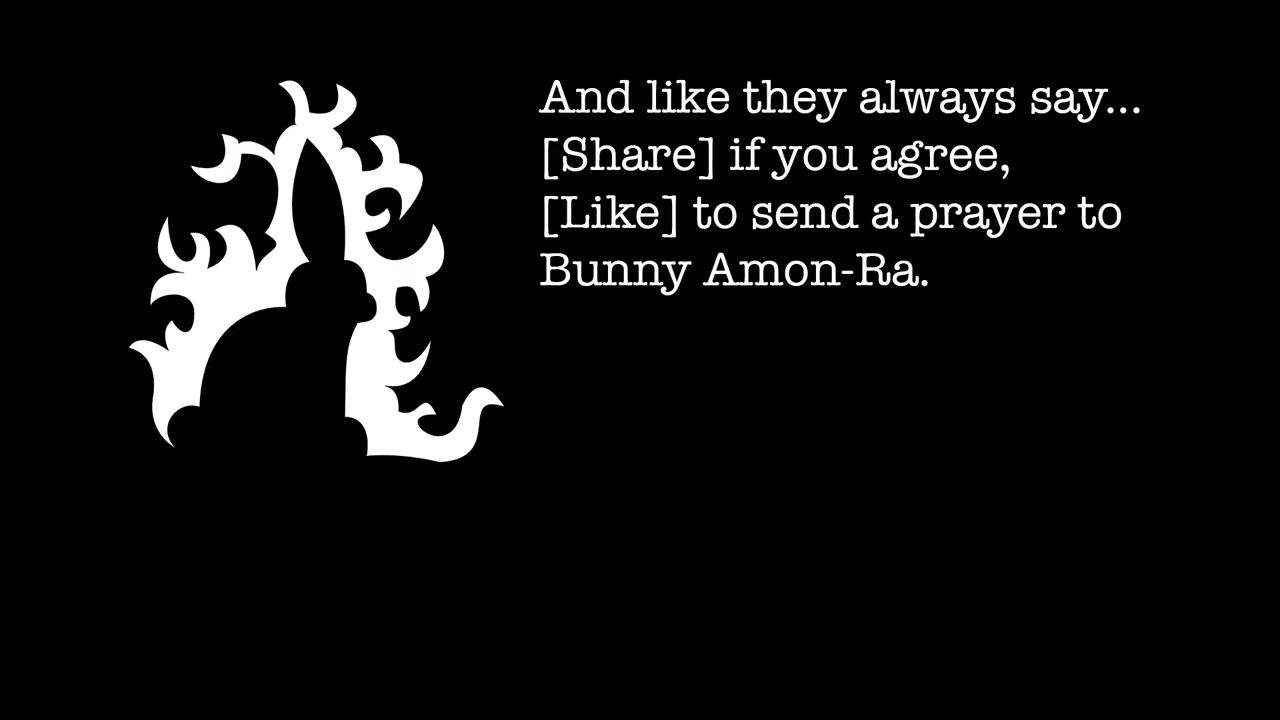 And like they always say...
[Share] if you agree,
[Like] to send a prayer to
Bunny Amon-Ra.